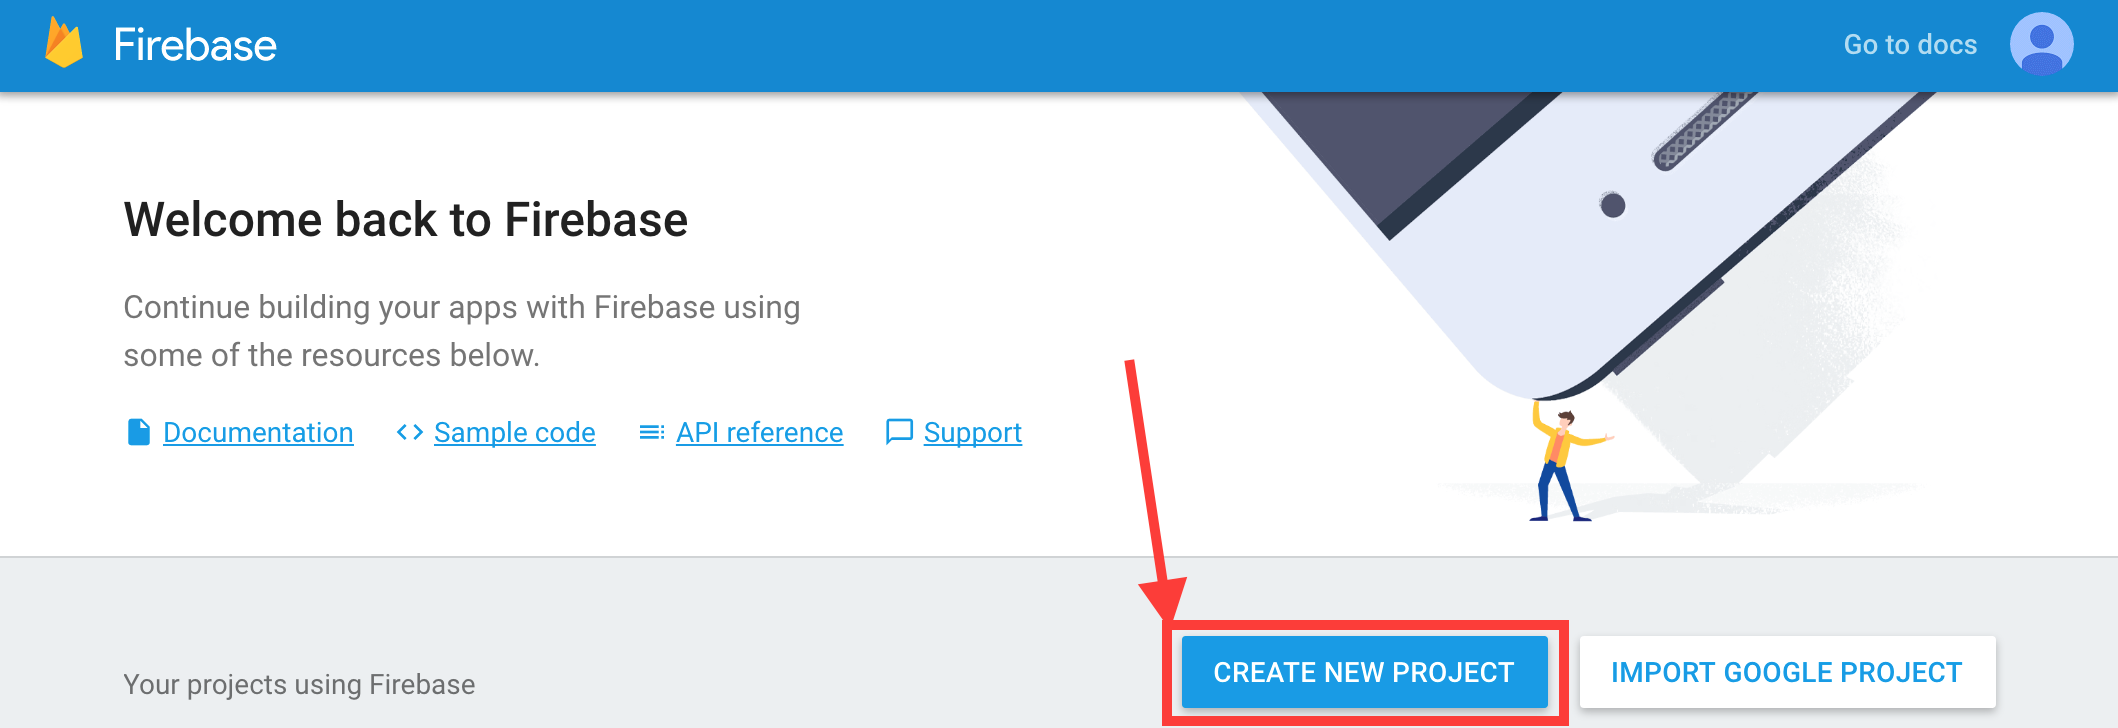 Firebase
Go to docs
Welcome back to Firebase
Continue building your apps with Firebase using
some of the resources below.
Documentation
Sample code
API reference
Support
Your projects using Firebase
CREATE NEW PROJECT
IMPORT GOOGLE PROJECT